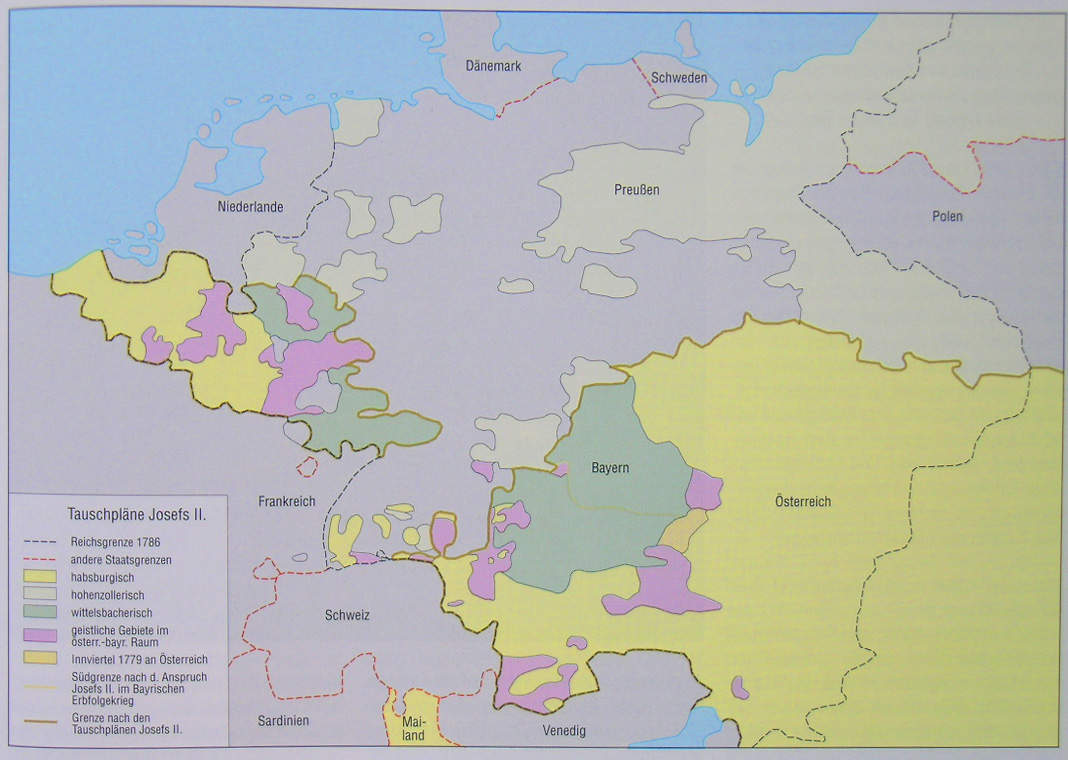 Dänemark
Schweden
Preußen
Niederlande
Polen
Bayern
Österreich
Frankreich
Schweiz
Sardinien
Mai-
land
Venedig
Tauschpläne Josefs II.
Reichsgrenze 1786
andere Staatsgrenzen
habsburgisch
hohenzollerisch
wittelsbacherisch
geistliche Gebiete im
österr.-bayr. Raum
Innviertel 1779 an Österreich
Südgrenze nach d. Anspruch
Josefs II. im Bayrischen
Erbfolgekrieg
Grenze nach den
Tauschplänen Josefs II.